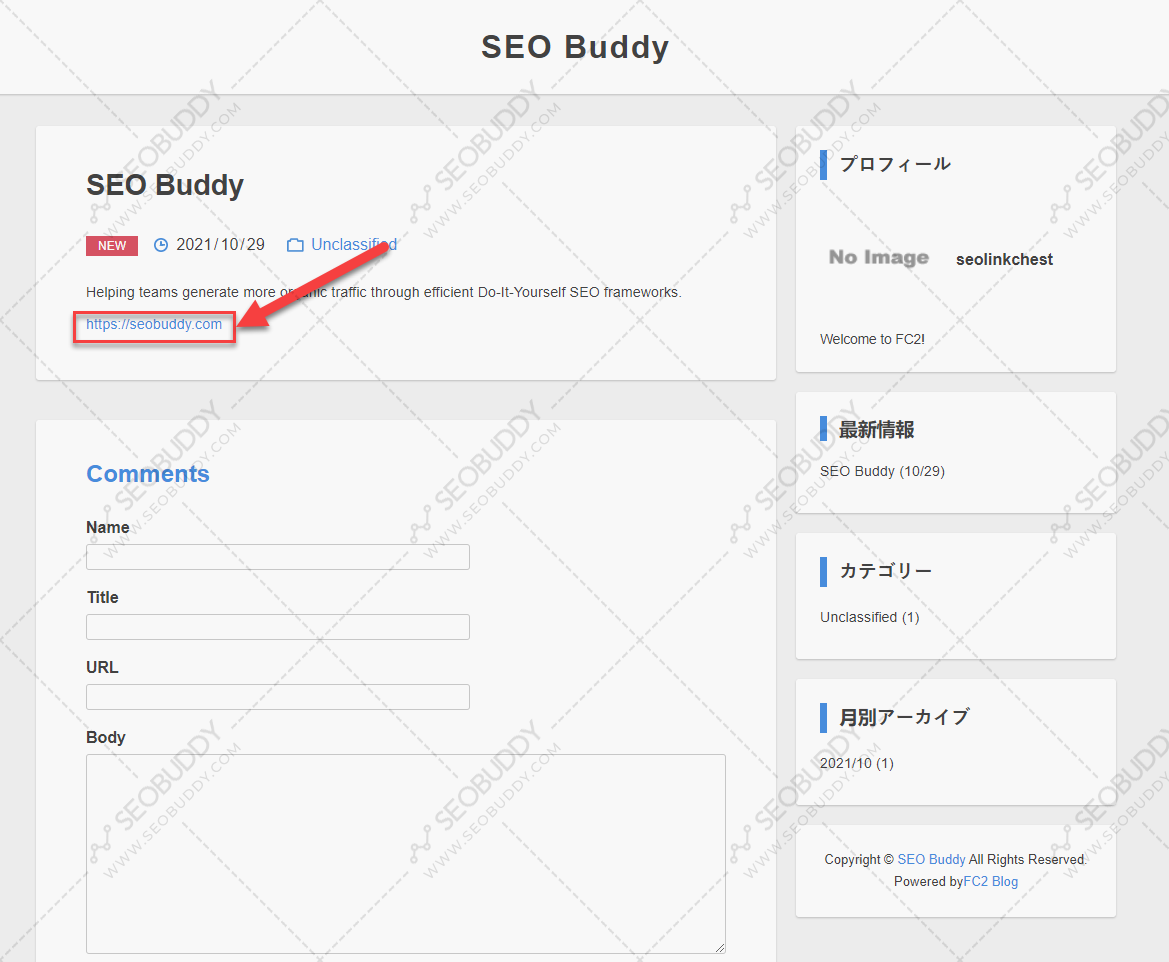 SEO Buddy
SEO Buddy
NEW 2021/10/29 Unclassified
Helping teams generate more organic traffic through efficient Do-It-Yourself SEO frameworks.
https://seobuddy.com
Comments
Name
Title
URL
Body
プロフィール
No Image seolinkchest
Welcome to FC2!
最新情報
SEO Buddy (10/29)
カテゴリー
Unclassified (1)
月別アーカイブ
2021/10 (1)
Copyright © SEO Buddy All Rights Reserved.
Powered byFC2 Blog
SEOBUDDY
WWW.SEOBUDDY.COM